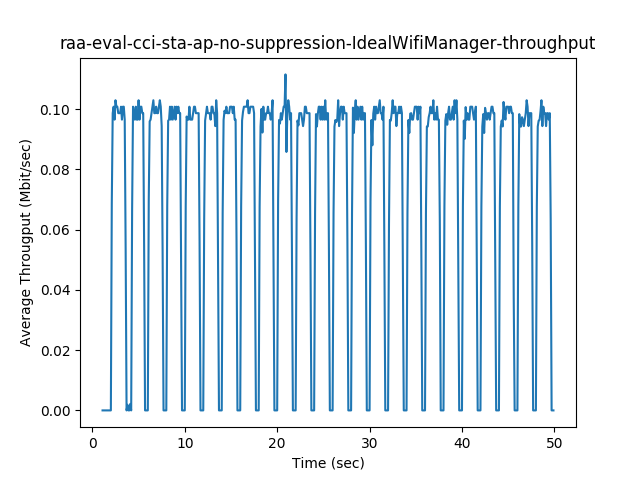 raa-eval-cci-sta-ap-no-suppression-IdealWifiManager-throughput
0.10
0.08
0.06
0.04
0.02
0.00
Average Througput (Mbit/sec)
0 10 20 30 40 50
Time (sec)